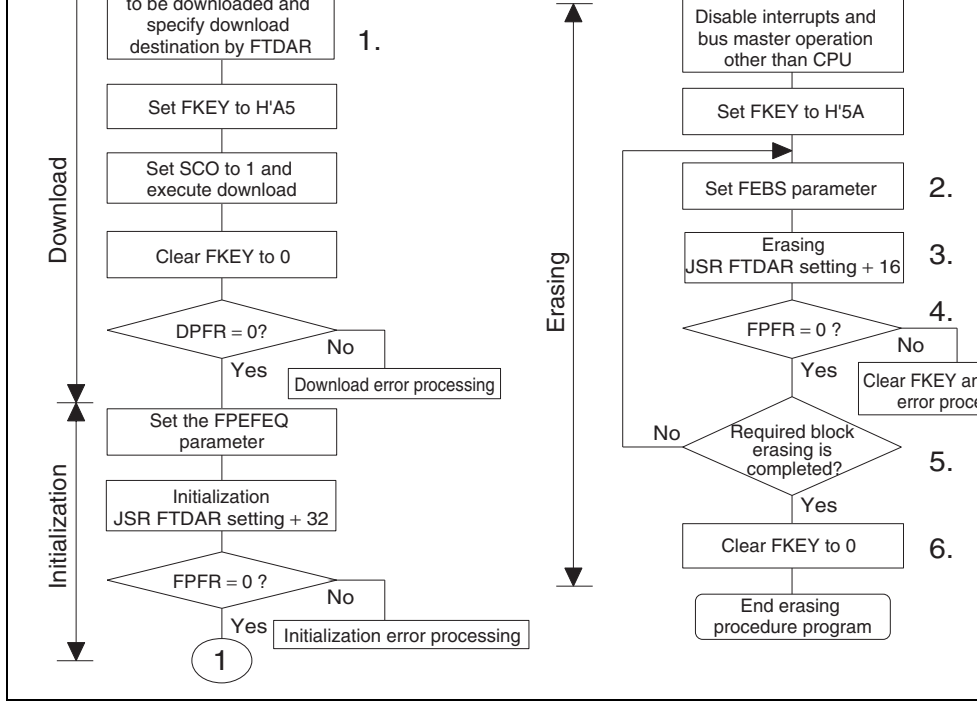 to be downloaded and
specify download
destination by FTDAR
1.
Set FKEY to H'A5
Set SCO to 1 and
execute download
Clear FKEY to 0
DPFR = 0?
No
Yes
Download error processing
Download
Set the FPEFEQ
parameter
Initialization
JSR FTDAR setting + 32
FPFR = 0 ?
No
Yes
Initialization error processing
1
Initialization
Disable interrupts and
bus master operation
other than CPU
Set FKEY to H'5A
Set FEBS parameter
2.
Erasing
JSR FTDAR setting + 16
3.
4.
FPFR = 0 ?
No
Yes
Clear FKEY
error
No
Required block
erasing is
completed?
5.
Yes
Clear FKEY to 0
6.
End erasing
procedure program
Erasing